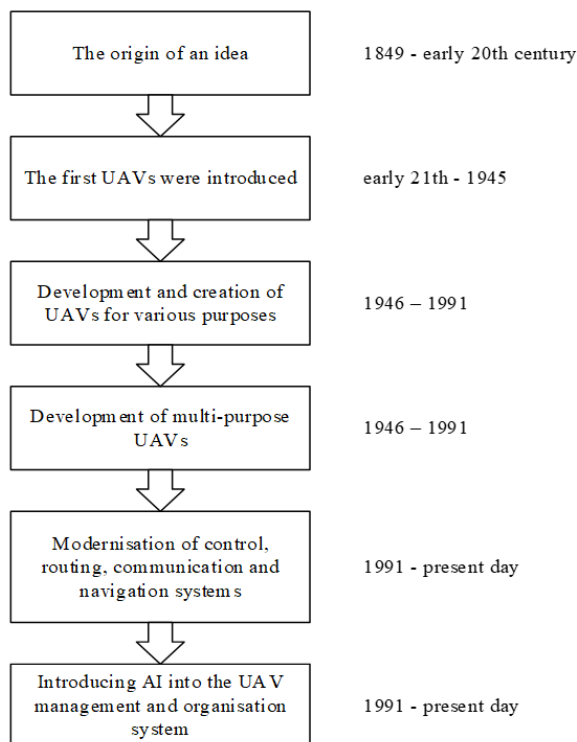 The origin of an idea
1849 - early 20th century
The first UAVs were introduced
early 21th - 1945
Development and creation of
UAVs for various purposes
1946 – 1991
Development of multi-purpose
UAVs
1946 – 1991
Modernisation of control,
routing, communication and
navigation systems
1991 - present day
Introducing AI into the UAV
management and organisation
system
1991 - present day